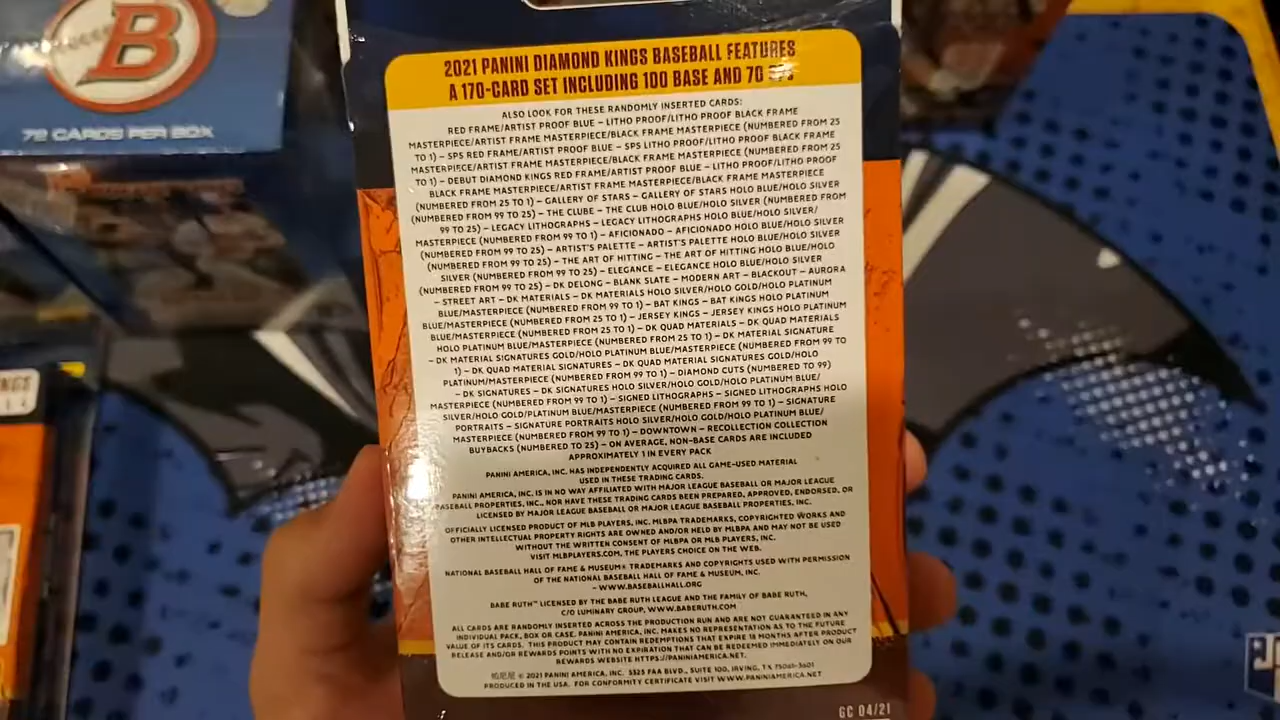 B
72 CARDS PER BOX
2021 PANINI DIAMOND KINGS BASEBALL FEATURES
A 170-CARD SET INCLUDING 100 BASE AND 70 SPs
ALSO LOOK FOR THESE RANDOMLY INSERTED CARDS:
RED FRAME/ARTIST PROOF BLUE – LITHO PROOF/LITHO PROOF BLACK FRAME
MASTERPIECE/ARTIST FRAME MASTERPIECE/BLACK FRAME MASTERPIECE (NUMBERED FROM 25
TO 1) – SPS RED FRAME/ARTIST PROOF BLUE – SPS LITHO PROOF/LITHO PROOF BLACK FRAME
MASTERPIECE/ARTIST FRAME MASTERPIECE/BLACK FRAME MASTERPIECE (NUMBERED FROM 25
TO 1) – DEBUT DIAMOND KINGS RED FRAME/ARTIST PROOF BLUE – LITHO PROOF/LITHO PROOF
BLACK FRAME MASTERPIECE/ARTIST FRAME MASTERPIECE/BLACK FRAME MASTERPIECE
(NUMBERED FROM 25 TO 1) – GALLERY OF STARS – GALLERY OF STARS HOLO BLUE/HOLO SILVER
(NUMBERED FROM 99 TO 25) – THE CLUBE – THE CLUB HOLO BLUE/HOLO SILVER (NUMBERED FROM
99 TO 25) – LEGACY LITHOGRAPHS – LEGACY LITHOGRAPHS HOLO BLUE/HOLO SILVER/
MASTERPIECE (NUMBERED FROM 99 TO 1) – AFICIONADO – AFICIONADO HOLO BLUE/HOLO SILVER
(NUMBERED FROM 99 TO 25) – ARTIST'S PALETTE – ARTIST'S PALETTE HOLO BLUE/HOLO SILVER
(NUMBERED FROM 99 TO 25) – THE ART OF HITTING – THE ART OF HITTING HOLO BLUE/HOLO
SILVER (NUMBERED FROM 99 TO 25) – ELEGANCE – ELEGANCE HOLO BLUE/HOLO SILVER
(NUMBERED FROM 99 TO 25) – DK DELONG – BLANK SLATE – MODERN ART – BLACKOUT – AURORA
– STREET ART – DK MATERIALS – DK MATERIALS HOLO SILVER/HOLO GOLD/HOLO PLATINUM
BLUE/MASTERPIECE (NUMBERED FROM 99 TO 1) – BAT KINGS – BAT KINGS HOLO PLATINUM
BLUE/MASTERPIECE (NUMBERED FROM 25 TO 1) – JERSEY KINGS – JERSEY KINGS HOLO PLATINUM
BLUE/MASTERPIECE (NUMBERED FROM 25 TO 1) – DK QUAD MATERIALS – DK QUAD MATERIALS
HOLO PLATINUM BLUE/MASTERPIECE (NUMBERED FROM 25 TO 1) – DK MATERIAL SIGNATURES
– DK MATERIAL SIGNATURES GOLD/HOLO PLATINUM BLUE/MASTERPIECE (NUMBERED FROM 99 TO
1) – DK QUAD MATERIAL SIGNATURES – DK QUAD MATERIAL SIGNATURES GOLD/HOLO
PLATINUM/MASTERPIECE (NUMBERED FROM 99 TO 1) – DIAMOND CUTS (NUMBERED TO 99)
– DK SIGNATURES – DK SIGNATURES HOLO SILVER/HOLO GOLD/HOLO PLATINUM BLUE/
MASTERPIECE (NUMBERED FROM 99 TO 1) – SIGNED LITHOGRAPHS – SIGNED LITHOGRAPHS HOLO
SILVER/HOLO GOLD/PLATINUM BLUE/MASTERPIECE (NUMBERED FROM 99 TO 1) – SIGNATURE
PORTRAITS – SIGNATURE PORTRAITS HOLO SILVER/HOLO GOLD/HOLO PLATINUM BLUE/
MASTERPIECE (NUMBERED FROM 99 TO 1) – DOWNTOWN – RECOLLECTION COLLECTION
BUYBACKS (NUMBERED TO 25) – ON AVERAGE, NON-BASE CARDS ARE INCLUDED
APPROXIMATELY 1 IN EVERY PACK
PANINI AMERICA, INC. HAS INDEPENDENTLY ACQUIRED ALL GAME-USED MATERIAL
USED IN THESE TRADING CARDS.
PANINI AMERICA, INC. IS IN NO WAY AFFILIATED WITH MAJOR LEAGUE BASEBALL OR MAJOR LEAGUE
BASEBALL PROPERTIES, INC., NOR HAVE THESE TRADING CARDS BEEN PREPARED, APPROVED, ENDORSED, OR
LICENSED BY MAJOR LEAGUE BASEBALL OR MAJOR LEAGUE BASEBALL PROPERTIES, INC.
OFFICIALLY LICENSED PRODUCT OF MLB PLAYERS, INC. MLBPA TRADEMARKS, COPYRIGHTED WORKS AND
OTHER INTELLECTUAL PROPERTY RIGHTS ARE OWNED AND/OR HELD BY MLBPA AND MAY NOT BE USED
WITHOUT THE WRITTEN CONSENT OF MLBPA OR MLB PLAYERS, INC.
VISIT MLBPLAYERS.COM, THE PLAYERS CHOICE ON THE WEB.
NATIONAL BASEBALL HALL OF FAME & MUSEUM® TRADEMARKS AND COPYRIGHTS USED WITH PERMISSION
OF THE NATIONAL BASEBALL HALL OF FAME & MUSEUM, INC.
– WWW.BASEBALLHALL.ORG
BABE RUTH™ LICENSED BY THE BABE RUTH LEAGUE AND THE FAMILY OF BABE RUTH,
C/O LUMINARY GROUP, WWW.BABERUTH.COM
ALL CARDS ARE RANDOMLY INSERTED ACROSS THE PRODUCTION RUN AND ARE NOT GUARANTEED IN ANY
INDIVIDUAL PACK, BOX OR CASE. PANINI AMERICA, INC. MAKES NO REPRESENTATION AS TO THE FUTURE
VALUE OF ITS CARDS. THIS PRODUCT MAY CONTAIN REDEMPTIONS THAT EXPIRE 18 MONTHS AFTER PRODUCT
RELEASE AND/OR REWARDS POINTS WITH NO EXPIRATION THAT CAN BE REDEEMED IMMEDIATELY ON OUR
REWARDS WEBSITE HTTPS://PANINIAMERICA.NET.
帕尼尼 © 2021 PANINI AMERICA, INC. 5325 FAA BLVD., SUITE 100, IRVING, TX 75061-3601
PRODUCED IN THE USA. FOR CONFORMITY CERTIFICATE VISIT WWW.PANINIAMERICA.NET
GC 04/21